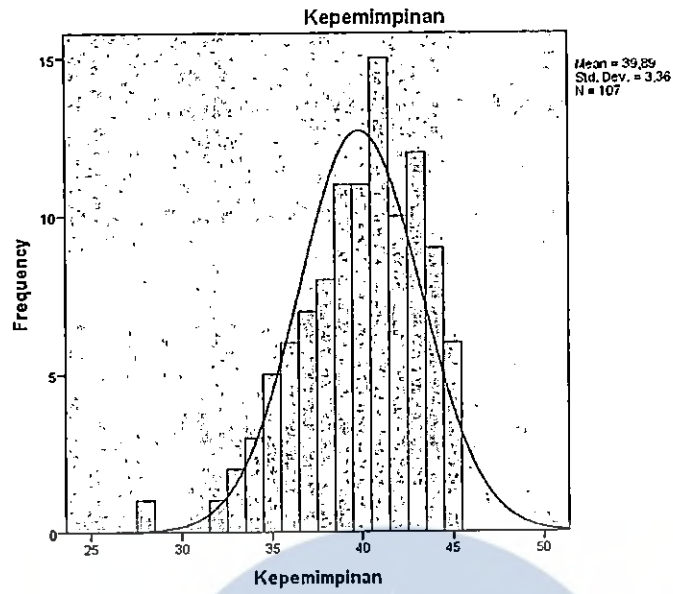 Kepemimpinan
Mean = 39,89
Std. Dev. = 3,36
N = 107
Frequency
15
10
5
0
25 30 35 40 45 50
Kepemimpinan